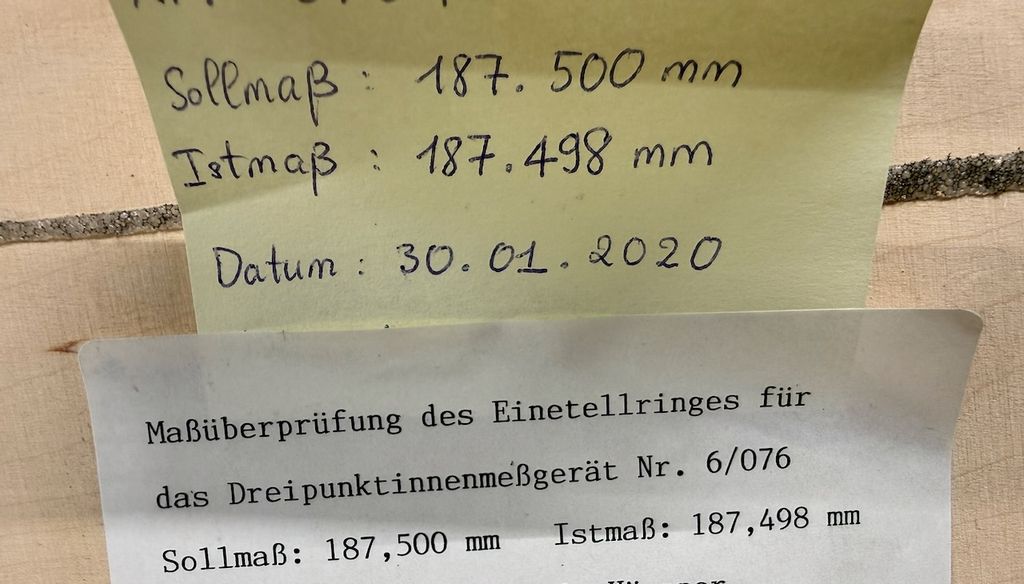 Sollmaß : 187.500 mm
Istmaß : 187.498 mm
Datum : 30.01.2020
Maßüberprüfung des Einetellringes für
das Dreipunktinnenmeßgerät Nr. 6/076
Sollmaß: 187,500 mm Istmaß: 187,498 mm